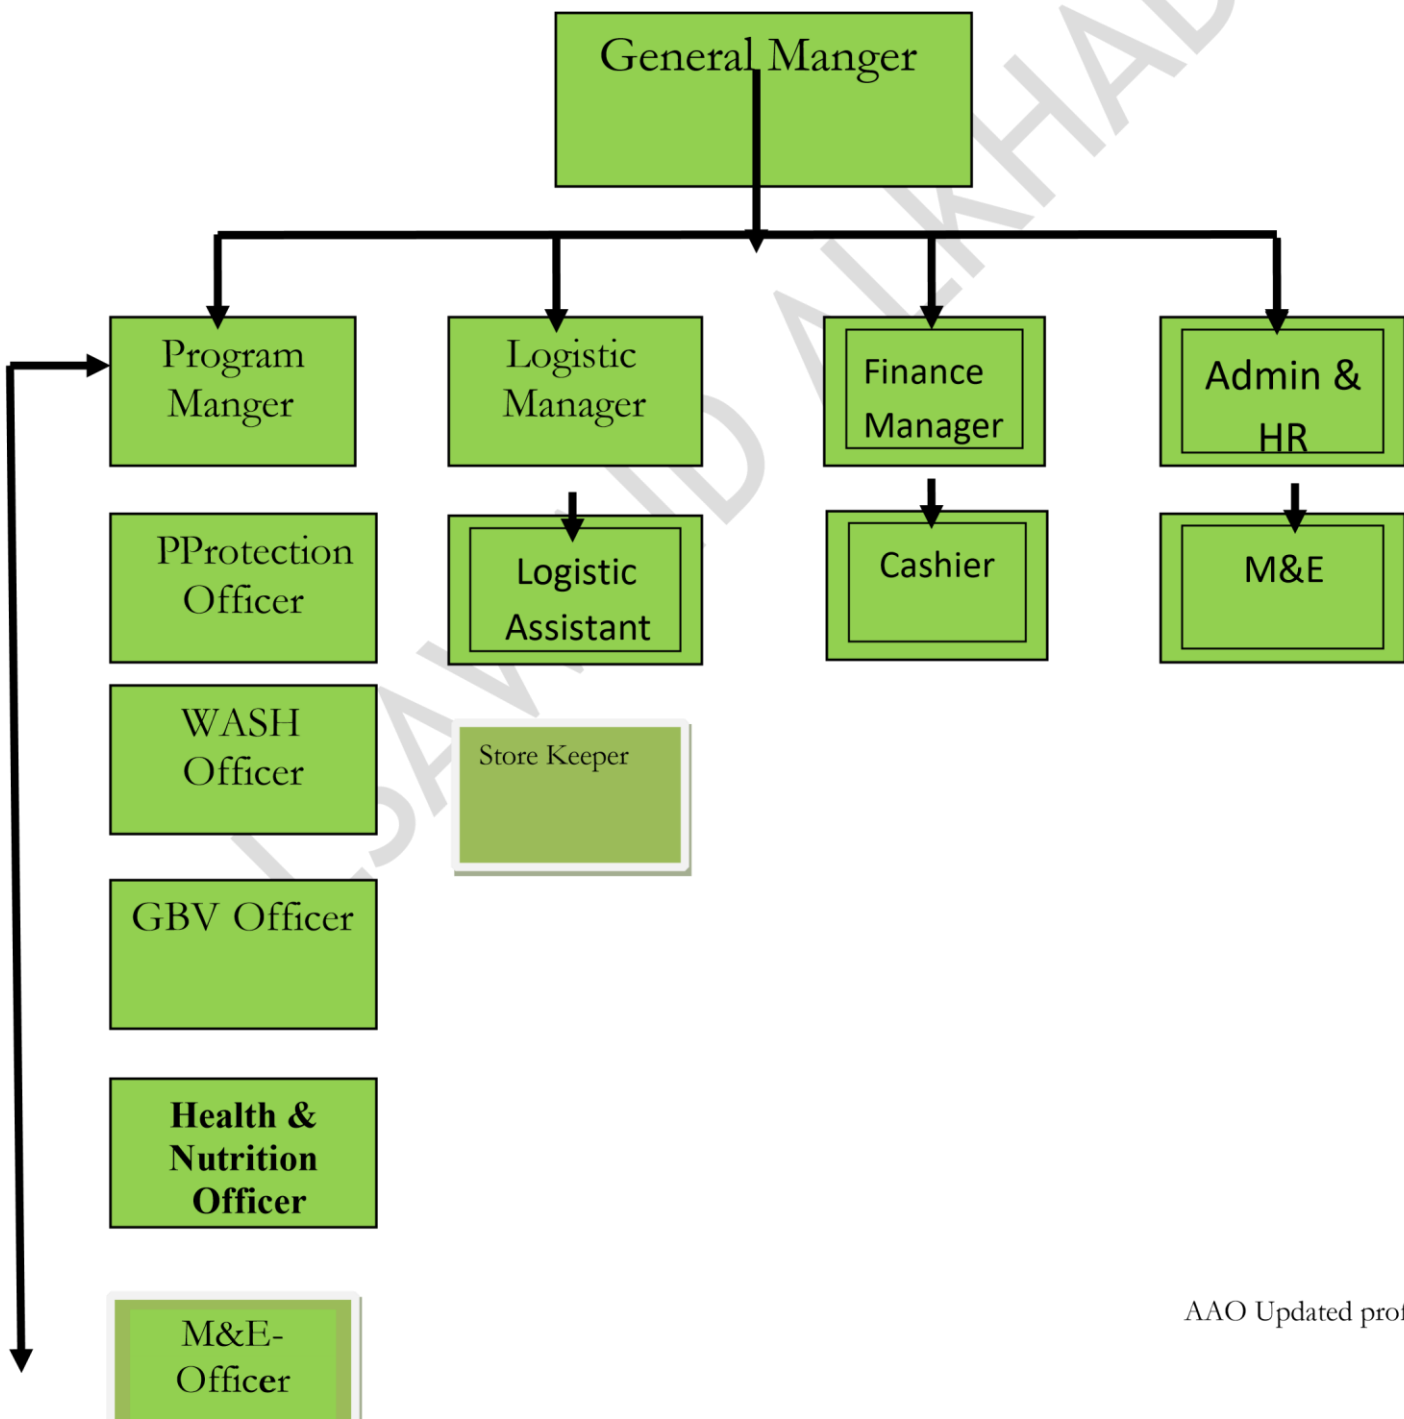 General Manger
Program
Manger
Logistic
Manager
Finance
Manager
Admin &
HR
PProtection
Officer
Logistic
Assistant
Cashier
M&E
WASH
Officer
Store Keeper
GBV Officer
Health &
Nutrition
Officer
M&E-
Officer
AAO Updated